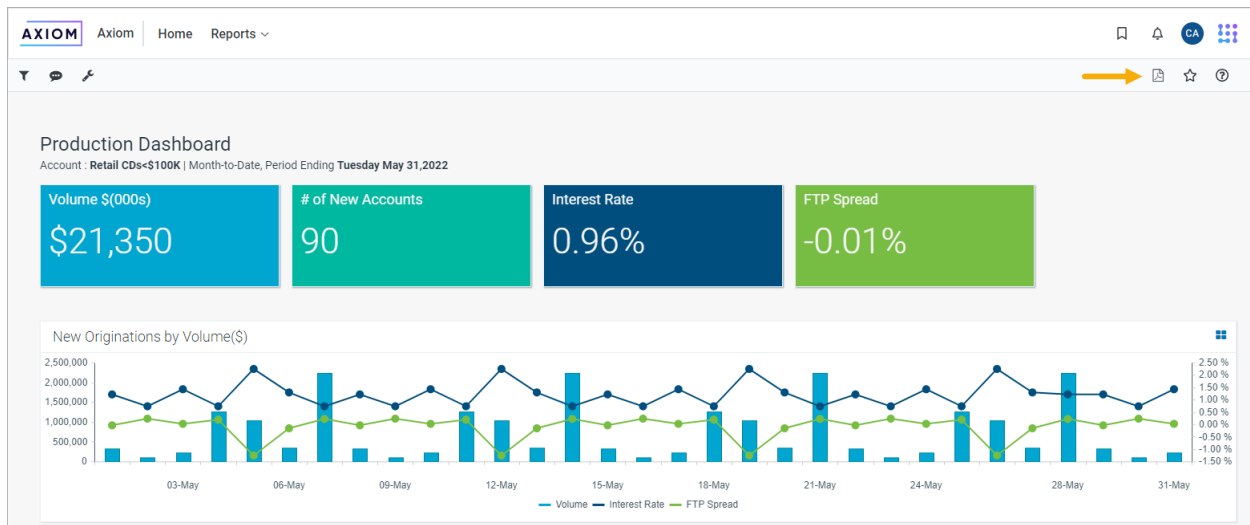 AXIOM Axiom Home Reports
CA
Production Dashboard
Account : Retail CDs<$100K | Month-to-Date, Period Ending Tuesday May 31,2022
Volume $(000s)
$21,350
# of New Accounts
90
Interest Rate
0.96%
FTP Spread
-0.01%
New Originations by Volume($)
2,500,000
2,000,000
1,500,000
1,000,000
500,000
0
2.50 %
2.00 %
1.50 %
1.00 %
0.50 %
0.00 %
-0.50 %
-1.00 %
-1.50 %
03-May 06-May 09-May 12-May 15-May 18-May 21-May 24-May 28-May 31-May
Volume Interest Rate FTP Spread